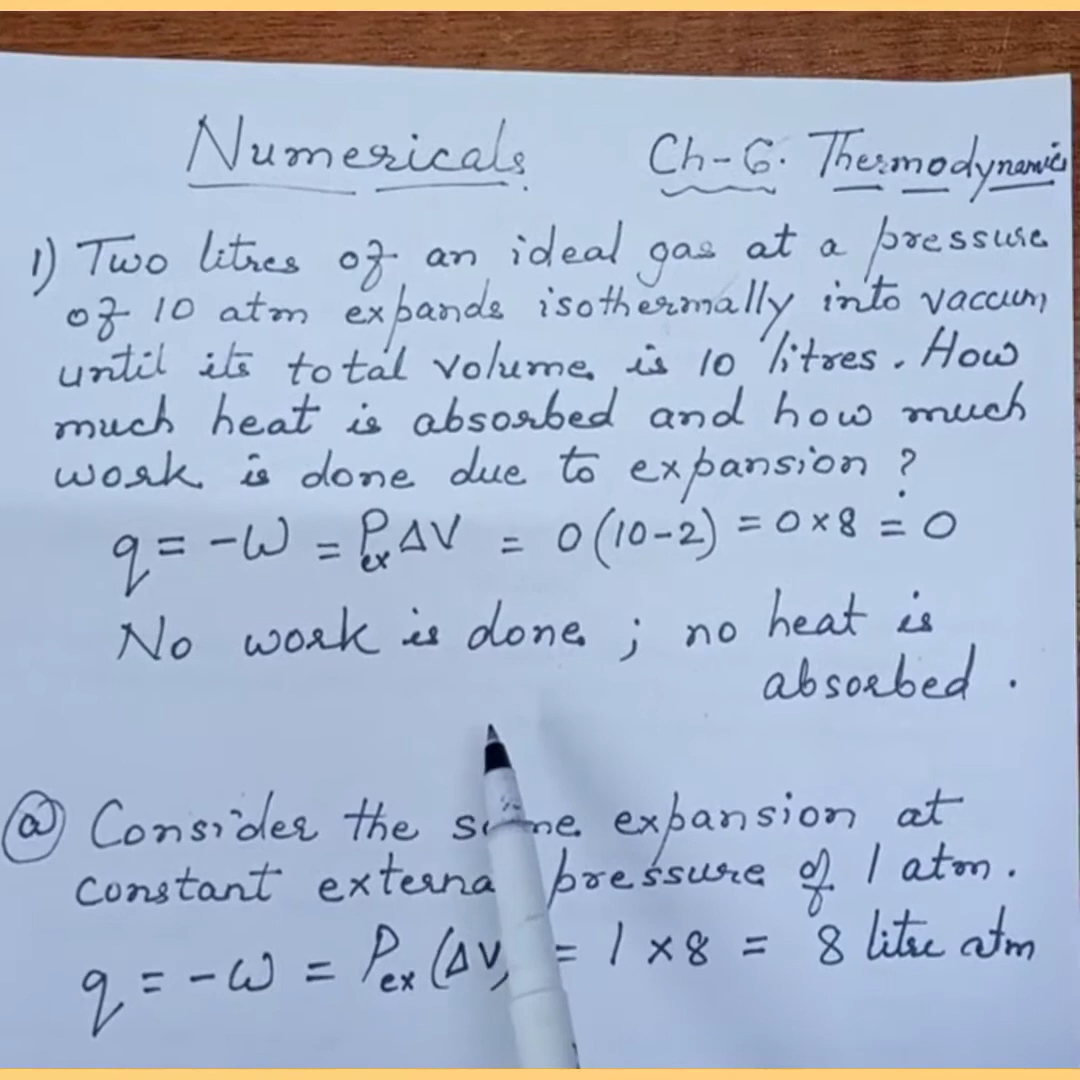 Numericals Ch-6. Thermodynamics
1) Two litres of an ideal gas at a pressure
of 10 atm expands isothermally into vaccum
until its total volume is 10 litres. How
much heat is absorbed and how much
work is done due to expansion ?
q = -w = Pex ΔV = 0(10-2) = 0×8 = 0
No work is done ; no heat is
absorbed .
(a) Consider the same expansion at
constant external pressure of 1 atm.
q = -w = Pex (ΔV) = 1 × 8 = 8 litre atm